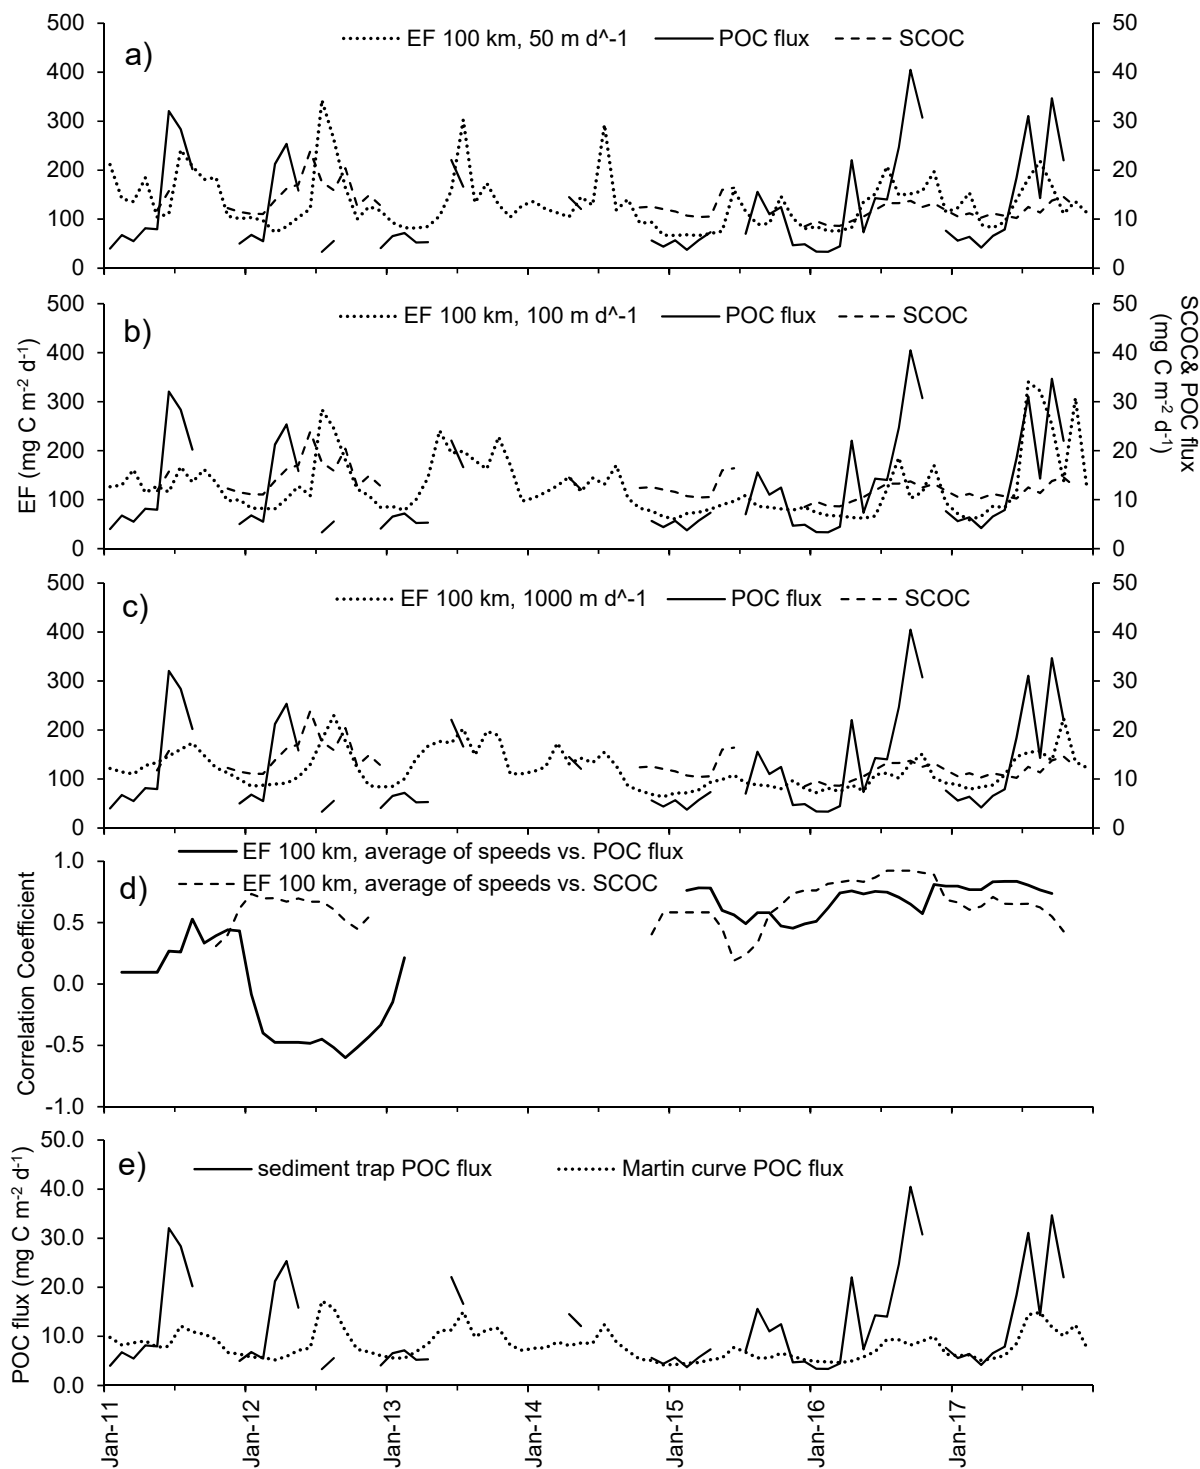 500 50
a) EF 100 km, 50 m d^-1 POC flux SCOC
400 40
300 30
200 20
100 10
0 0
500 50
b) EF 100 km, 100 m d^-1 POC flux SCOC
400 40
300 30
200 20
100 10
0 0
EF (mg C m-2 d-1)
SCOC& POC flux
(mg C m-2 d-1)
500 50
c) EF 100 km, 1000 m d^-1 POC flux SCOC
400 40
300 30
200 20
100 10
0 0
EF 100 km, average of speeds vs. POC flux
1.0
d) EF 100 km, average of speeds vs. SCOC
0.5
0.0
-0.5
-1.0
Correlation Coefficient
50.0
e) sediment trap POC flux Martin curve POC flux
40.0
30.0
20.0
10.0
0.0
POC flux (mg C m-2 d-1)
Jan-11 Jan-12 Jan-13 Jan-14 Jan-15 Jan-16 Jan-17